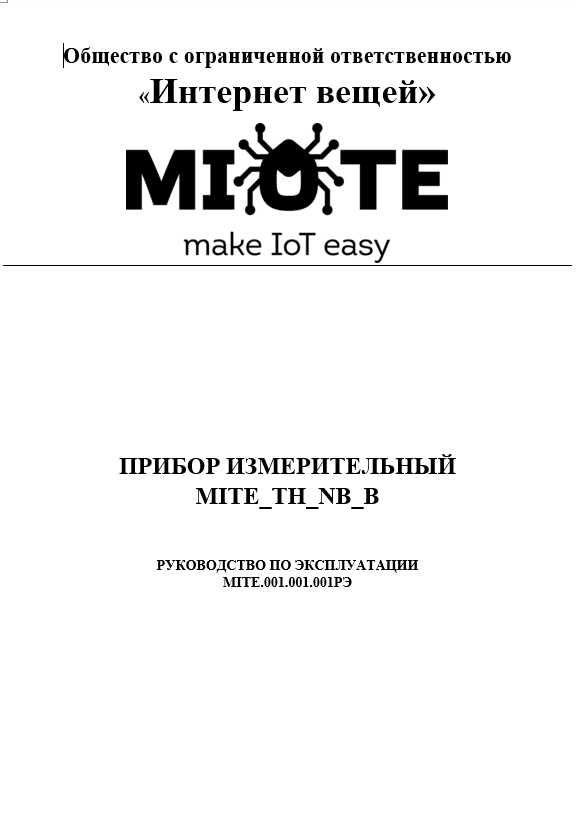 Общество с ограниченной ответственностью
«Интернет вещей»
MIOTE
make IoT easy
ПРИБОР ИЗМЕРИТЕЛЬНЫЙ
MITE_TH_NB_B
РУКОВОДСТВО ПО ЭКСПЛУАТАЦИИ
MITE.001.001.001РЭ